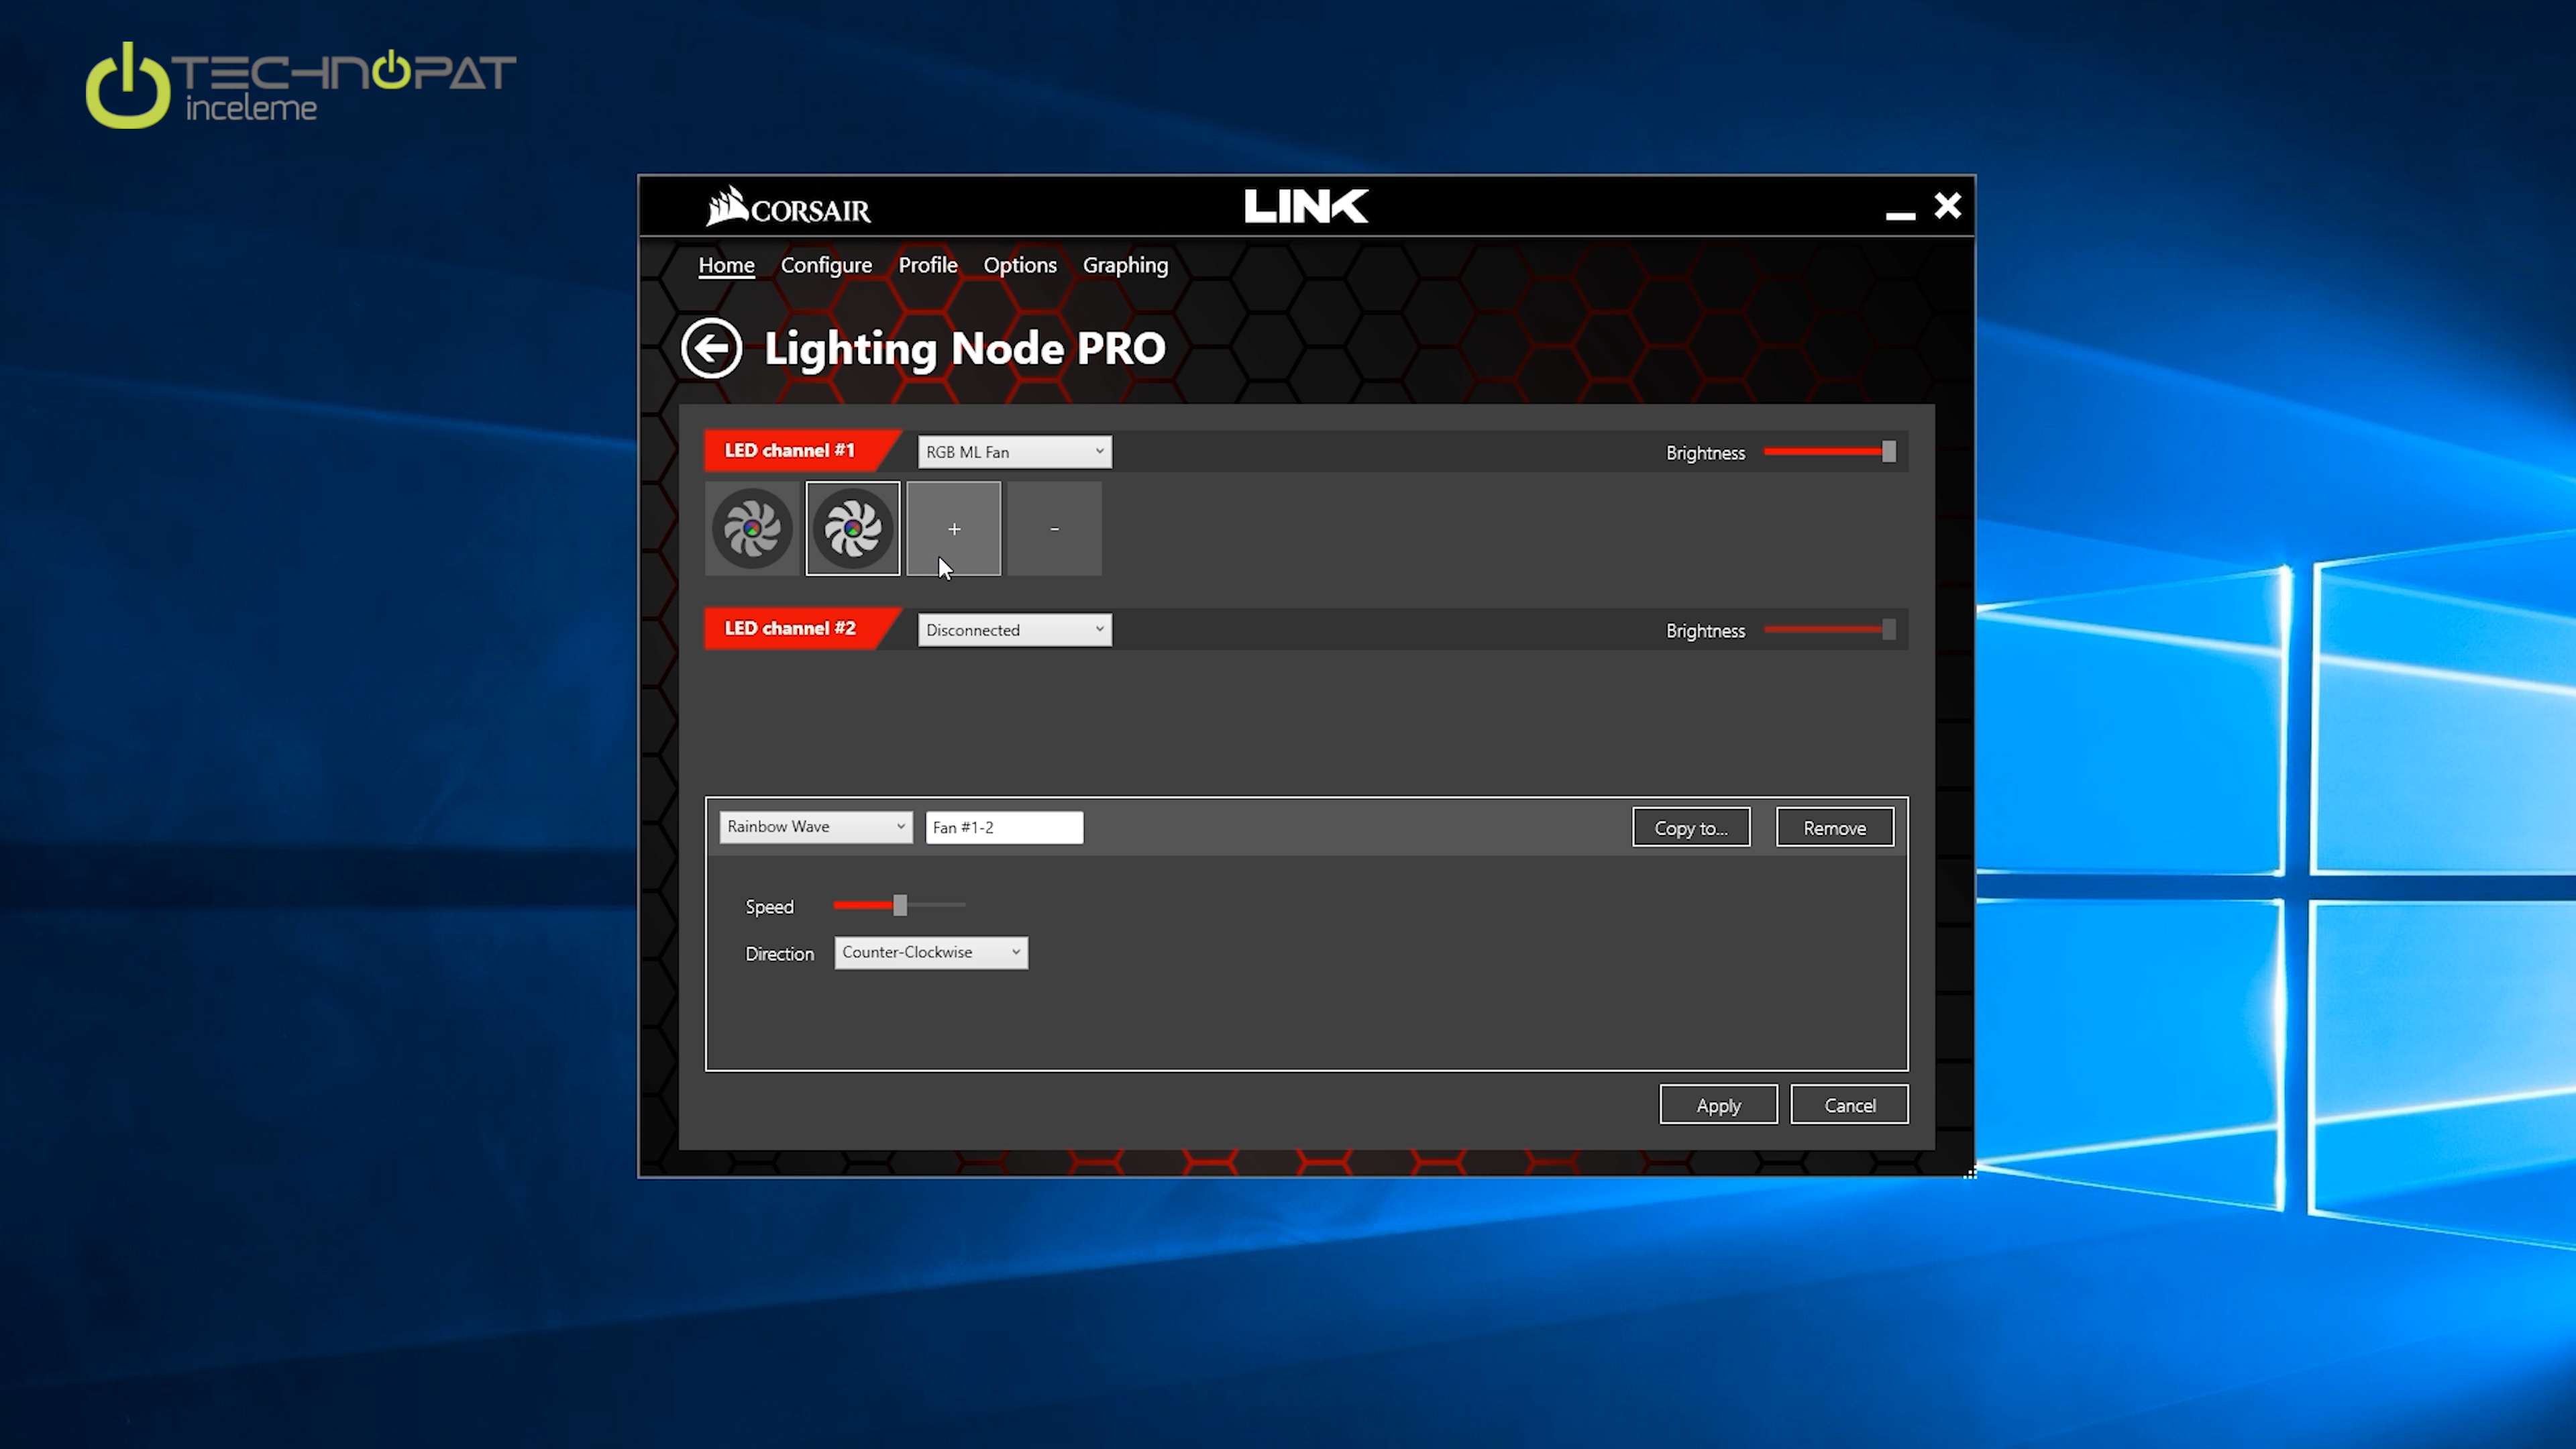 TECHNOPAT
inceleme
CORSAIR
LINK
Home Configure Profile Options Graphing
Lighting Node PRO
LED channel #1 RGB ML Fan Brightness
+ -
LED channel #2 Disconnected Brightness
Rainbow Wave Fan #1-2 Copy to... Remove
Speed
Direction Counter-Clockwise
Apply Cancel